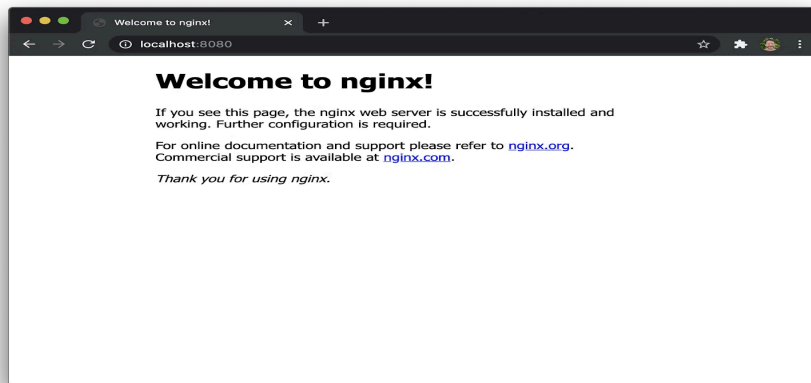 Welcome to nginx!
localhost:8080
Welcome to nginx!
If you see this page, the nginx web server is successfully installed and
working. Further configuration is required.
For online documentation and support please refer to nginx.org.
Commercial support is available at nginx.com.
Thank you for using nginx.